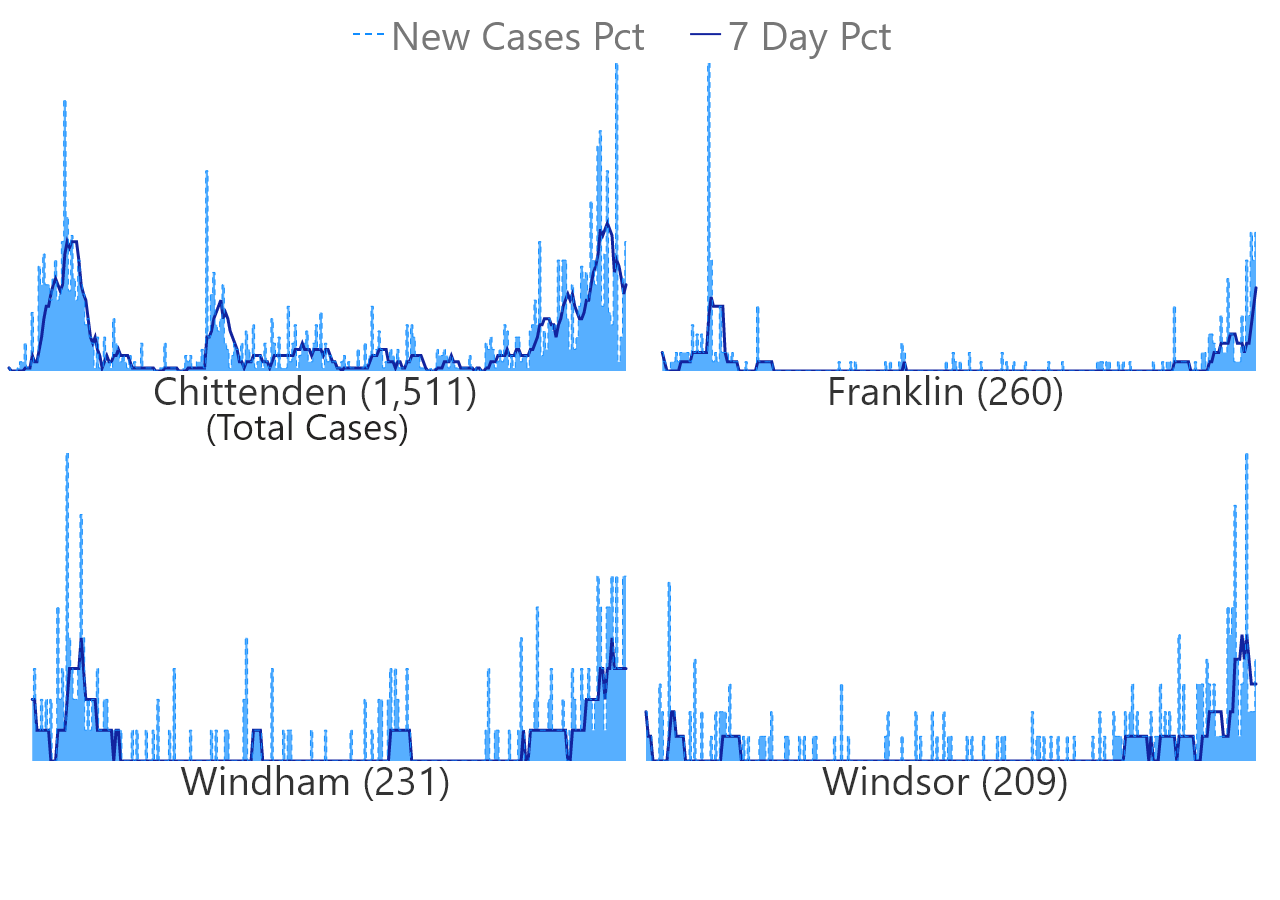 New Cases Pct 7 Day Pct
Chittenden (1,511)
(Total Cases)
Franklin (260)
Windham (231)
Windsor (209)